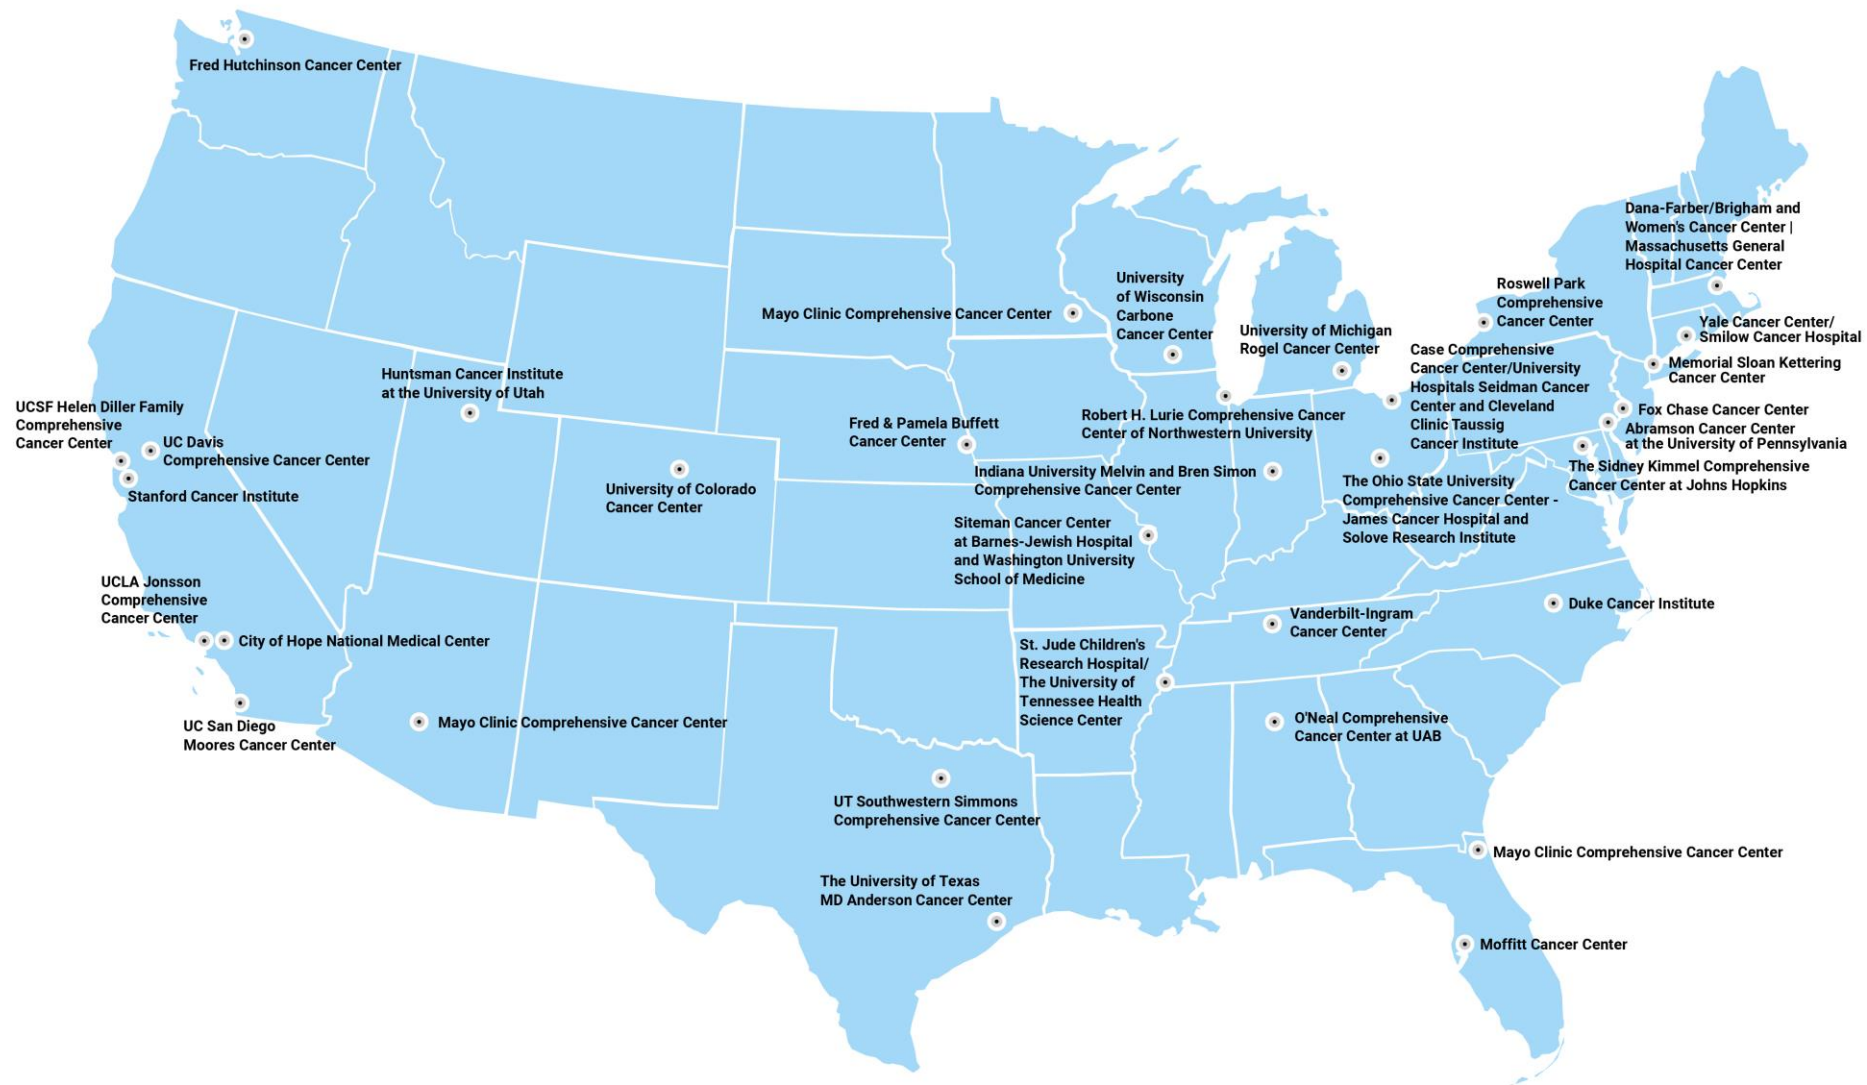 Fred Hutchinson Cancer Center
Dana-Farber/Brigham and
Women's Cancer Center |
Massachusetts General
Hospital Cancer Center
University
of Wisconsin
Carbone
Cancer Center
Roswell Park
Comprehensive
Cancer Center
Mayo Clinic Comprehensive Cancer Center
University of Michigan
Rogel Cancer Center
Yale Cancer Center/
Smilow Cancer Hospital
Case Comprehensive
Cancer Center/University
Hospitals Seidman Cancer
Center and Cleveland
Clinic Taussig
Cancer Institute
Memorial Sloan Kettering
Cancer Center
Huntsman Cancer Institute
at the University of Utah
UCSF Helen Diller Family
Comprehensive
Cancer Center
UC Davis
Comprehensive Cancer Center
Stanford Cancer Institute
Fred & Pamela Buffett
Cancer Center
Robert H. Lurie Comprehensive Cancer
Center of Northwestern University
Fox Chase Cancer Center
Abramson Cancer Center
at the University of Pennsylvania
The Sidney Kimmel Comprehensive
Cancer Center at Johns Hopkins
Indiana University Melvin and Bren Simon
Comprehensive Cancer Center
The Ohio State University
Comprehensive Cancer Center -
James Cancer Hospital and
Solove Research Institute
University of Colorado
Cancer Center
Siteman Cancer Center
at Barnes-Jewish Hospital
and Washington University
School of Medicine
UCLA Jonsson
Comprehensive
Cancer Center
City of Hope National Medical Center
Vanderbilt-Ingram
Cancer Center
Duke Cancer Institute
St. Jude Children's
Research Hospital/
The University of
Tennessee Health
Science Center
UC San Diego
Moores Cancer Center
Mayo Clinic Comprehensive Cancer Center
O'Neal Comprehensive
Cancer Center at UAB
UT Southwestern Simmons
Comprehensive Cancer Center
Mayo Clinic Comprehensive Cancer Center
The University of Texas
MD Anderson Cancer Center
Moffitt Cancer Center